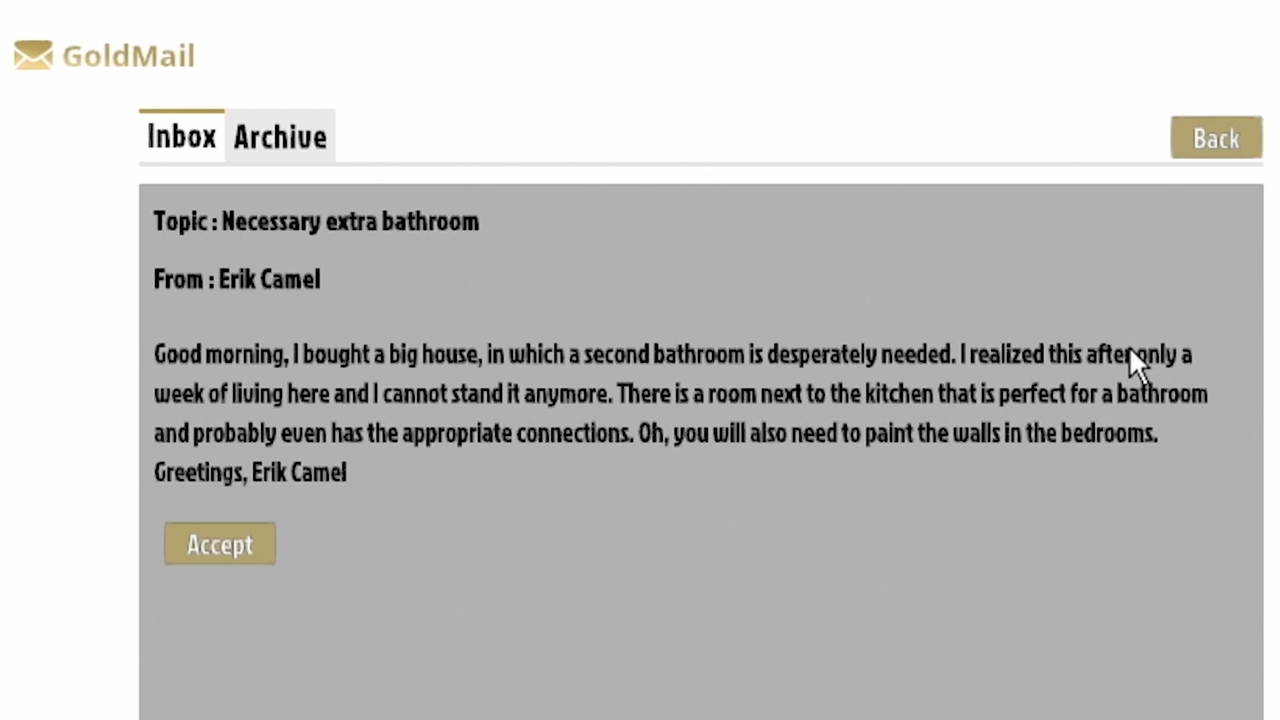 GoldMail
Inbox Archive
Back
Topic : Necessary extra bathroom
From : Erik Camel
Good morning, I bought a big house, in which a second bathroom is desperately needed. I realized this after only a
week of living here and I cannot stand it anymore. There is a room next to the kitchen that is perfect for a bathroom
and probably even has the appropriate connections. Oh, you will also need to paint the walls in the bedrooms.
Greetings, Erik Camel
Accept